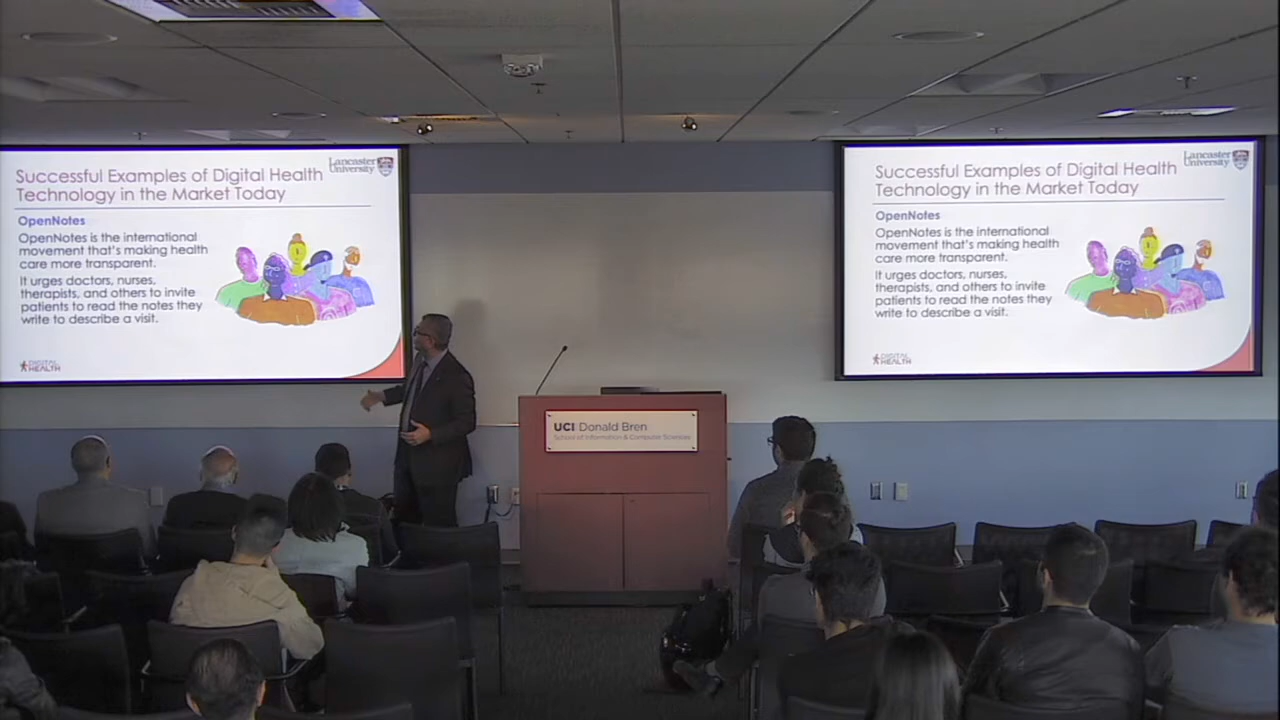 Successful Examples of Digital Health
Technology in the Market Today
Lancaster
University
OpenNotes
OpenNotes is the international
movement that's making health
care more transparent.
It urges doctors, nurses,
therapists, and others to invite
patients to read the notes they
write to describe a visit.
DIGITAL
HEALTH
UCI Donald Bren
School of Information & Computer Sciences
Successful Examples of Digital Health
Technology in the Market Today
Lancaster
University
OpenNotes
OpenNotes is the international
movement that's making health
care more transparent.
It urges doctors, nurses,
therapists, and others to invite
patients to read the notes they
write to describe a visit.
DIGITAL
HEALTH